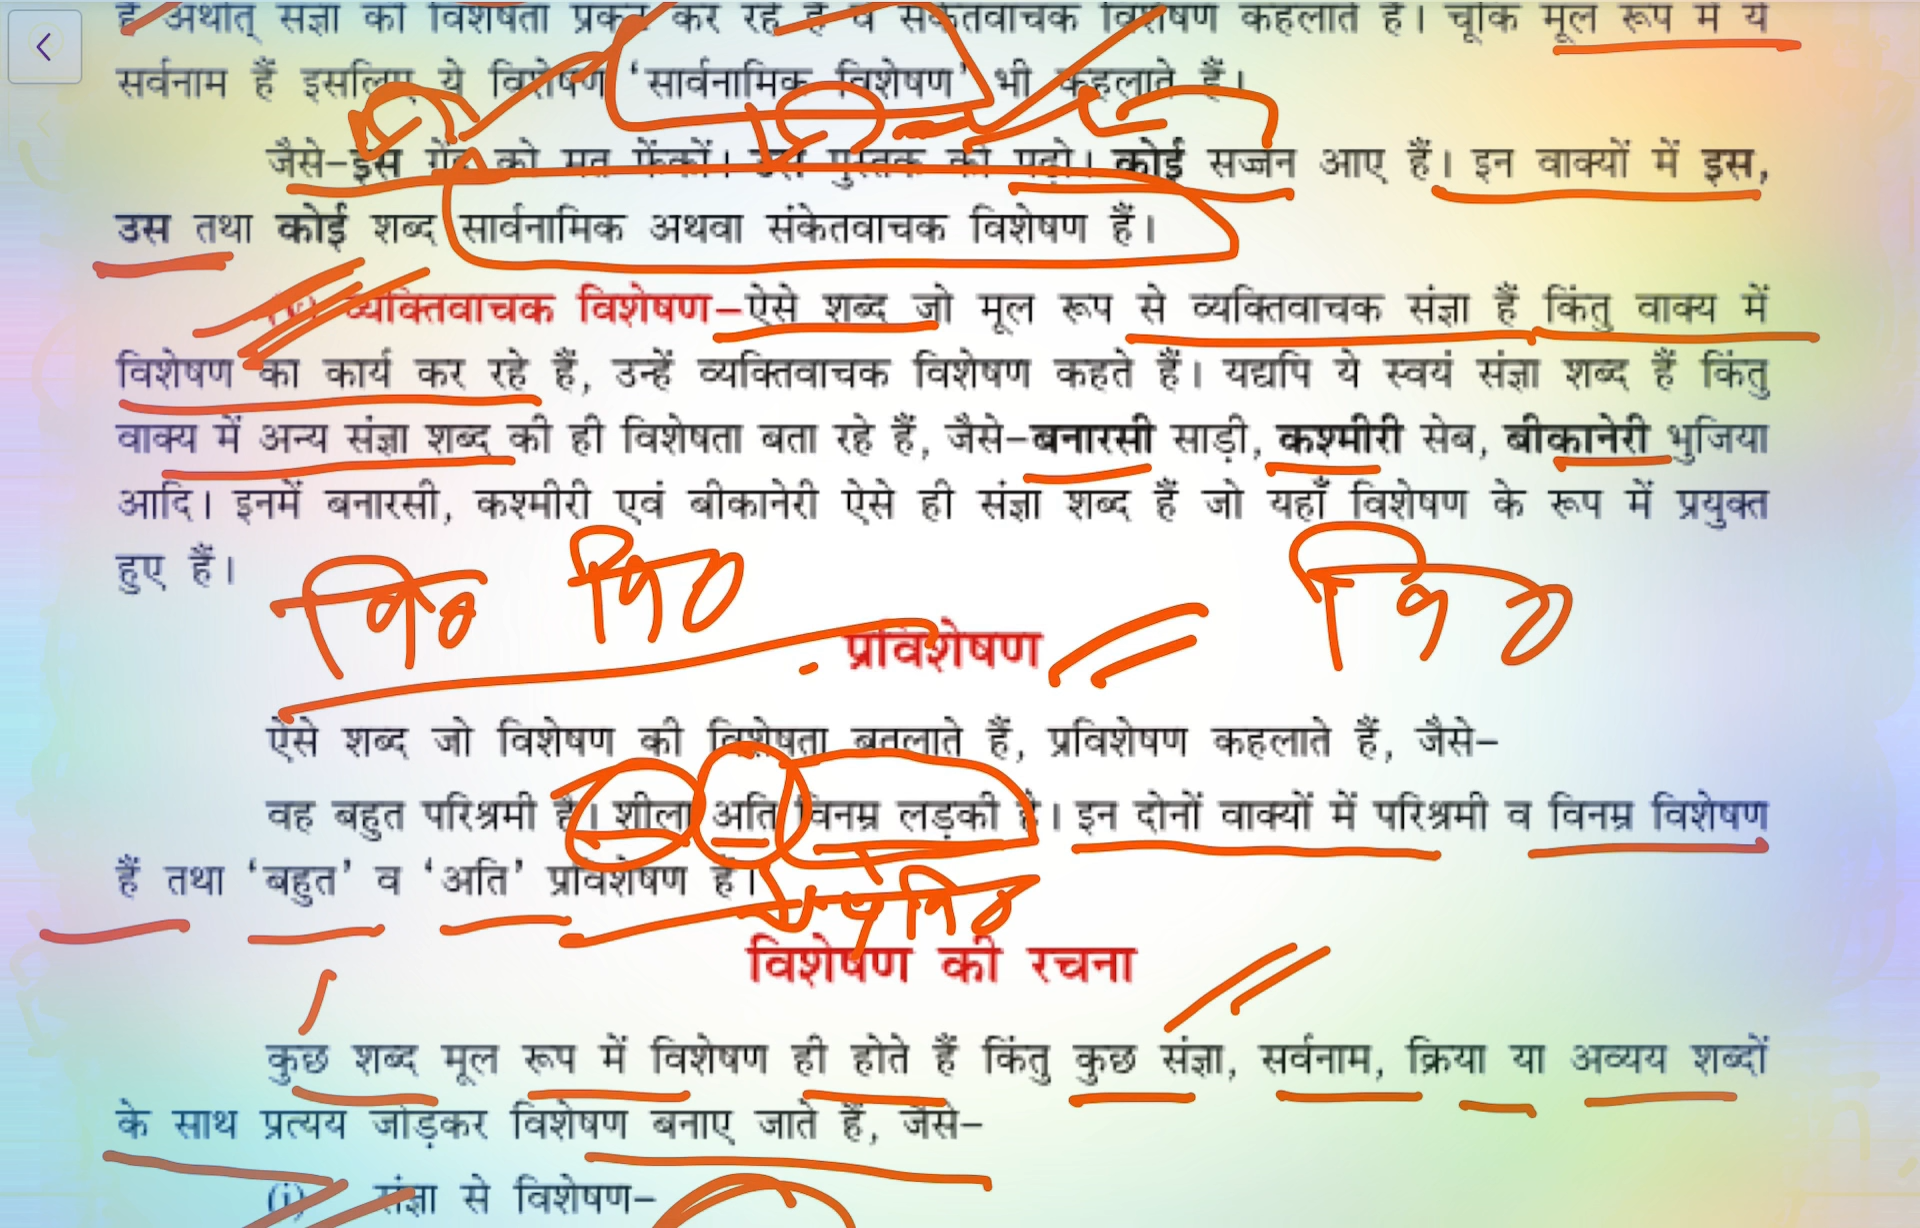 हैं अर्थात् संज्ञा की विशेषता प्रकट कर रहे हैं वे संकेतवाचक विशेषण कहलाते हैं। चूंकि मूल रूप में ये
सर्वनाम हैं इसलिए ये विशेषण ‘सार्वनामिक विशेषण’ भी कहलाते हैं।
जैसे–इस गेंद को मत फेंकों। उस पुस्तक को पढ़ो। कोई सज्जन आए हैं। इन वाक्यों में इस,
उस तथा कोई शब्द सार्वनामिक अथवा संकेतवाचक विशेषण हैं।
व्यक्तिवाचक विशेषण–ऐसे शब्द जो मूल रूप से व्यक्तिवाचक संज्ञा हैं किंतु वाक्य में
विशेषण का कार्य कर रहे हैं, उन्हें व्यक्तिवाचक विशेषण कहते हैं। यद्यपि ये स्वयं संज्ञा शब्द हैं किंतु
वाक्य में अन्य संज्ञा शब्द की ही विशेषता बता रहे हैं, जैसे–बनारसी साड़ी, कश्मीरी सेब, बीकानेरी भुजिया
आदि। इनमें बनारसी, कश्मीरी एवं बीकानेरी ऐसे ही संज्ञा शब्द हैं जो यहाँ विशेषण के रूप में प्रयुक्त
हुए हैं।
प्रविशेषण
ऐसे शब्द जो विशेषण की विशेषता बतलाते हैं, प्रविशेषण कहलाते हैं, जैसे–
वह बहुत परिश्रमी है। शीला अति विनम्र लड़की है। इन दोनों वाक्यों में परिश्रमी व विनम्र विशेषण
हैं तथा ‘बहुत’ व ‘अति’ प्रविशेषण हैं।
विशेषण की रचना
कुछ शब्द मूल रूप में विशेषण ही होते हैं किंतु कुछ संज्ञा, सर्वनाम, क्रिया या अव्यय शब्दों
के साथ प्रत्यय जोड़कर विशेषण बनाए जाते हैं, जैसे–
(i) संज्ञा से विशेषण–